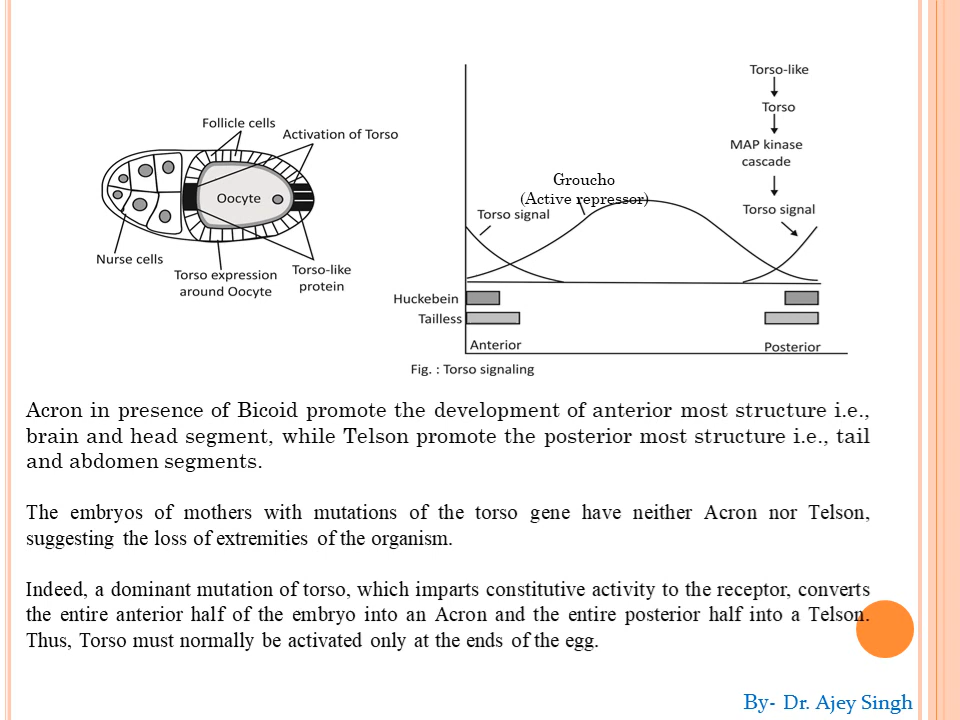 Follicle cells
Activation of Torso
Oocyte
Nurse cells
Torso expression
around Oocyte
Torso-like
protein
Torso-like
Torso
MAP kinase
cascade
Torso signal
Groucho
(Active repressor)
Torso signal
Huckebein
Tailless
Anterior
Posterior
Fig. : Torso signaling
Acron in presence of Bicoid promote the development of anterior most structure i.e.,
brain and head segment, while Telson promote the posterior most structure i.e., tail
and abdomen segments.
The embryos of mothers with mutations of the torso gene have neither Acron nor Telson,
suggesting the loss of extremities of the organism.
Indeed, a dominant mutation of torso, which imparts constitutive activity to the receptor, converts
the entire anterior half of the embryo into an Acron and the entire posterior half into a Telson.
Thus, Torso must normally be activated only at the ends of the egg.
By- Dr. Ajey Singh